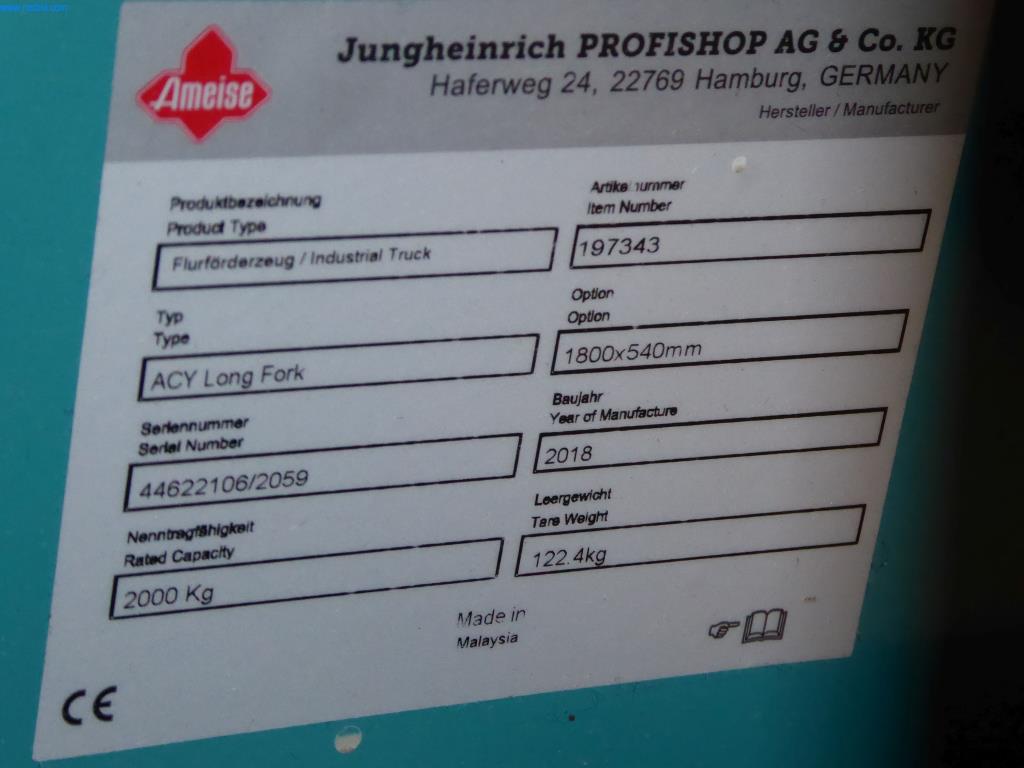 Ameise
Jungheinrich PROFISHOP AG & Co. KG
Haferweg 24, 22769 Hamburg, GERMANY
Hersteller / Manufacturer
Produktbezeichnung
Product Type
Flurförderzeug / Industrial Truck
Artikelnummer
Item Number
197343
Typ
Type
ACY Long Fork
Option
Option
1800x540mm
Seriennummer
Serial Number
44622106/2059
Baujahr
Year of Manufacture
2018
Nenntragfähigkeit
Rated Capacity
2000 Kg
Leergewicht
Tare Weight
122.4kg
Made in
Malaysia
CE